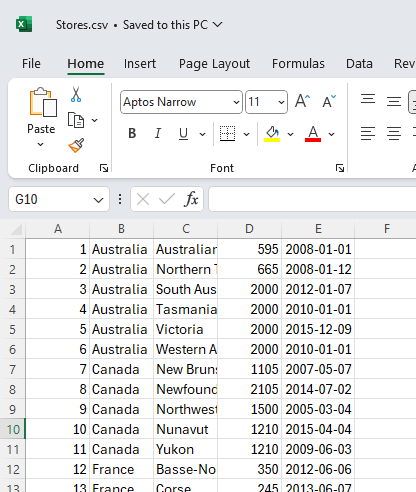 Stores.csv • Saved to this PC
File Home Insert Page Layout Formulas Data Rev
Aptos Narrow 11 A A
Paste B I U A
Clipboard Font
G10 fx
A B C D E F
1 1 Australia Australian 595 2008-01-01
2 2 Australia Northern T 665 2008-01-12
3 3 Australia South Aus 2000 2012-01-07
4 4 Australia Tasmania 2000 2010-01-01
5 5 Australia Victoria 2000 2015-12-09
6 6 Australia Western A 2000 2010-01-01
7 7 Canada New Bruns 1105 2007-05-07
8 8 Canada Newfound 2105 2014-07-02
9 9 Canada Northwest 1500 2005-03-04
10 10 Canada Nunavut 1210 2015-04-04
11 11 Canada Yukon 1210 2009-06-03
12 12 France Basse-No 350 2012-06-06
13 13 France Corse 245 2013-06-07